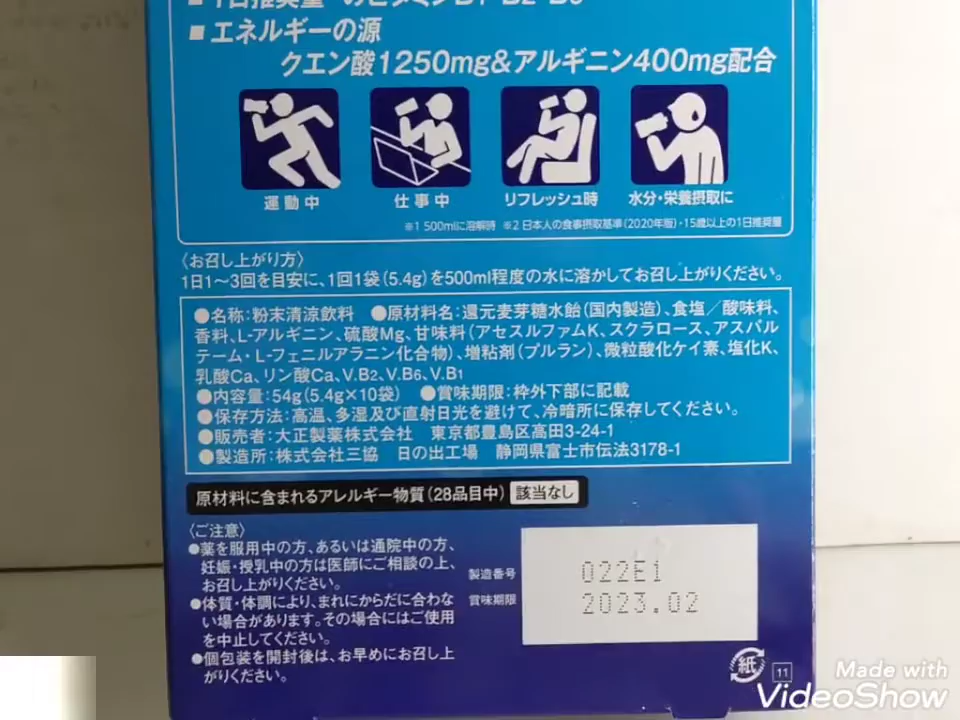 ■エネルギーの源
クエン酸1250mg&アルギニン400mg配合
運動中
仕事中
リフレッシュ時
水分・栄養摂取に
※1 500mlに溶解時 ※2 日本人の食事摂取基準(2020年版)・15歳以上の1日推奨量
〈お召し上がり方〉
1日1〜3回を目安に、1回1袋(5.4g)を500ml程度の水に溶かしてお召し上がりください。
●名称:粉末清涼飲料 ●原材料名:還元麦芽糖水飴(国内製造)、食塩/酸味料、
香料、L-アルギニン、硫酸Mg、甘味料(アセスルファムK、スクラロース、アスパル
テーム・L-フェニルアラニン化合物)、増粘剤(プルラン)、微粒酸化ケイ素、塩化K、
乳酸Ca、リン酸Ca、V.B2、V.B6、V.B1
●内容量:54g(5.4g×10袋) ●賞味期限:枠外下部に記載
●保存方法:高温、多湿及び直射日光を避けて、冷暗所に保存してください。
●販売者:大正製薬株式会社 東京都豊島区高田3-24-1
●製造所:株式会社三協 日の出工場 静岡県富士市伝法3178-1
原材料に含まれるアレルギー物質(28品目中) 該当なし
〈ご注意〉
●薬を服用中の方、あるいは通院中の方、
妊娠・授乳中の方は医師にご相談の上、
お召し上がりください。
●体質・体調により、まれにからだに合わな
い場合があります。その場合にはご使用
を中止してください。
●個包装を開封後は、お早めにお召し上
がりください。
製造番号 022E1
賞味期限 2023.02
紙
11
Made with
VideoShow